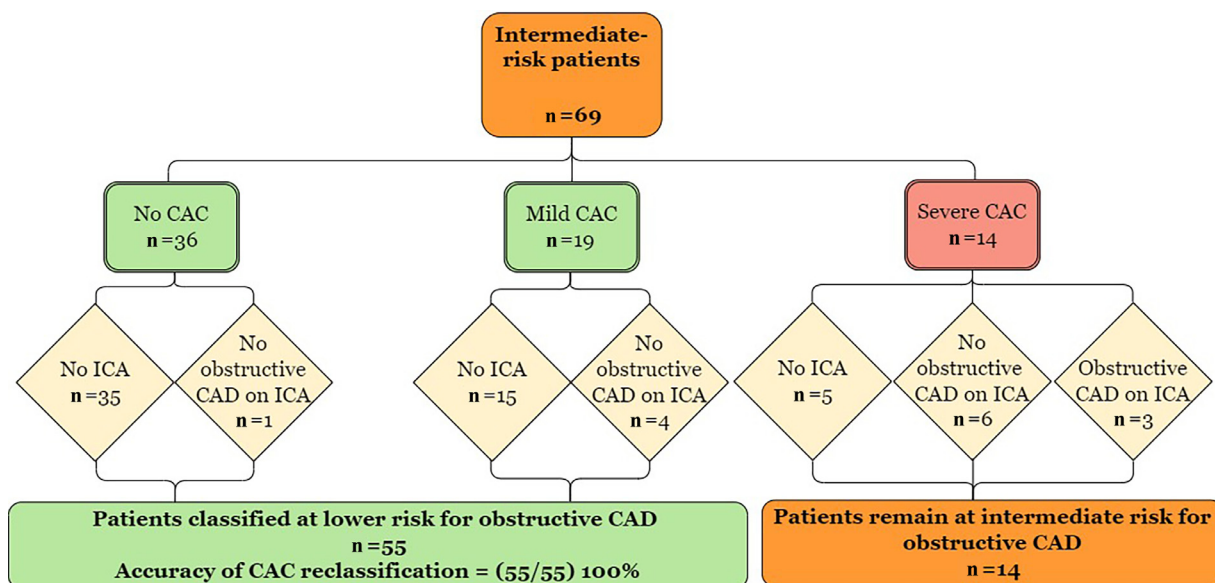 Intermediate-
risk patients
n=69
No CAC
n=36
Mild CAC
n=19
Severe CAC
n=14
No ICA
n=35
No
obstructive
CAD on ICA
n=1
No ICA
n=15
No
obstructive
CAD on ICA
n=4
No ICA
n=5
No
obstructive
CAD on ICA
n=6
Obstructive
CAD on ICA
n=3
Patients classified at lower risk for obstructive CAD
n=55
Accuracy of CAC reclassification = (55/55) 100%
Patients remain at intermediate risk for
obstructive CAD
n=14